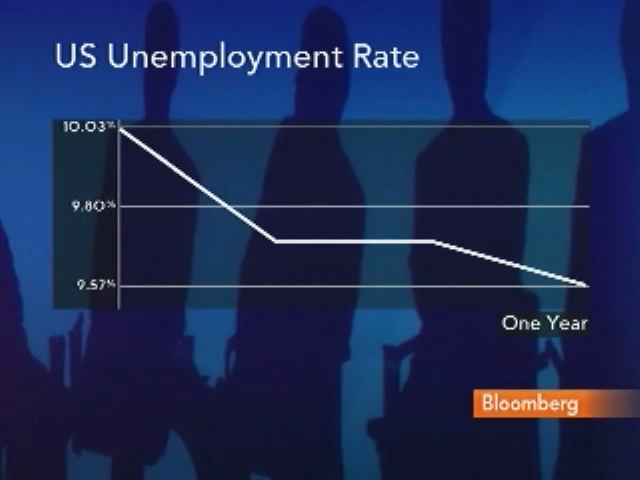 US Unemployment Rate
10.03%
9.80%
9.57%
One Year
Bloomberg